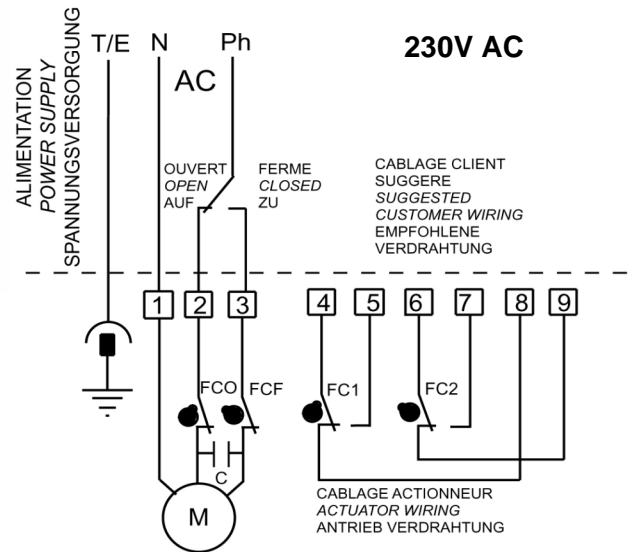 ALIMENTATION
POWER SUPPLY
SPANNUNGSVERSORGUNG
T/E N Ph
230V AC
AC
OUVERT
OPEN
AUF
FERME
CLOSED
ZU
CABLAGE CLIENT
SUGGERE
SUGGESTED
CUSTOMER WIRING
EMPFOHLENE
VERDRAHTUNG
1 2 3 4 5 6 7 8 9
FCO FCF FC1 FC2
C
M
CABLAGE ACTIONNEUR
ACTUATOR WIRING
ANTRIEB VERDRAHTUNG